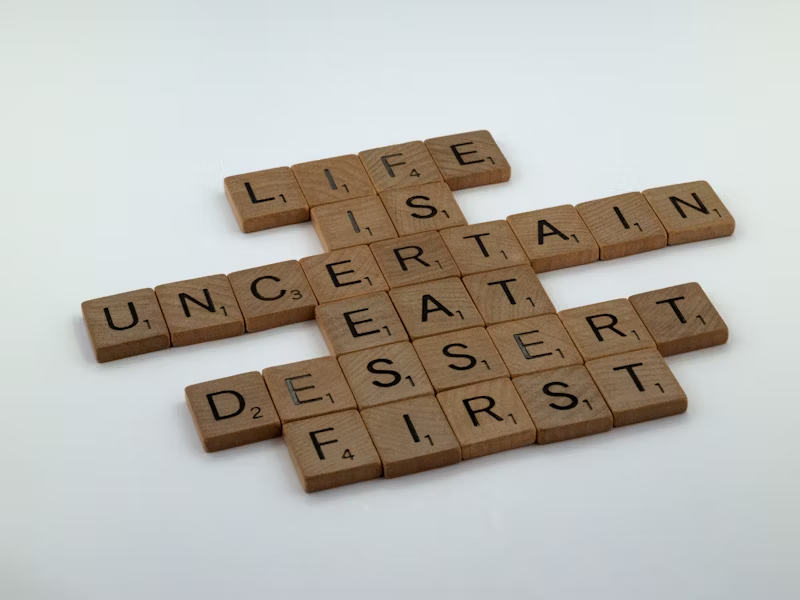 LIFE
IS
UNCERTAIN
EAT
DESSERT
FIRST